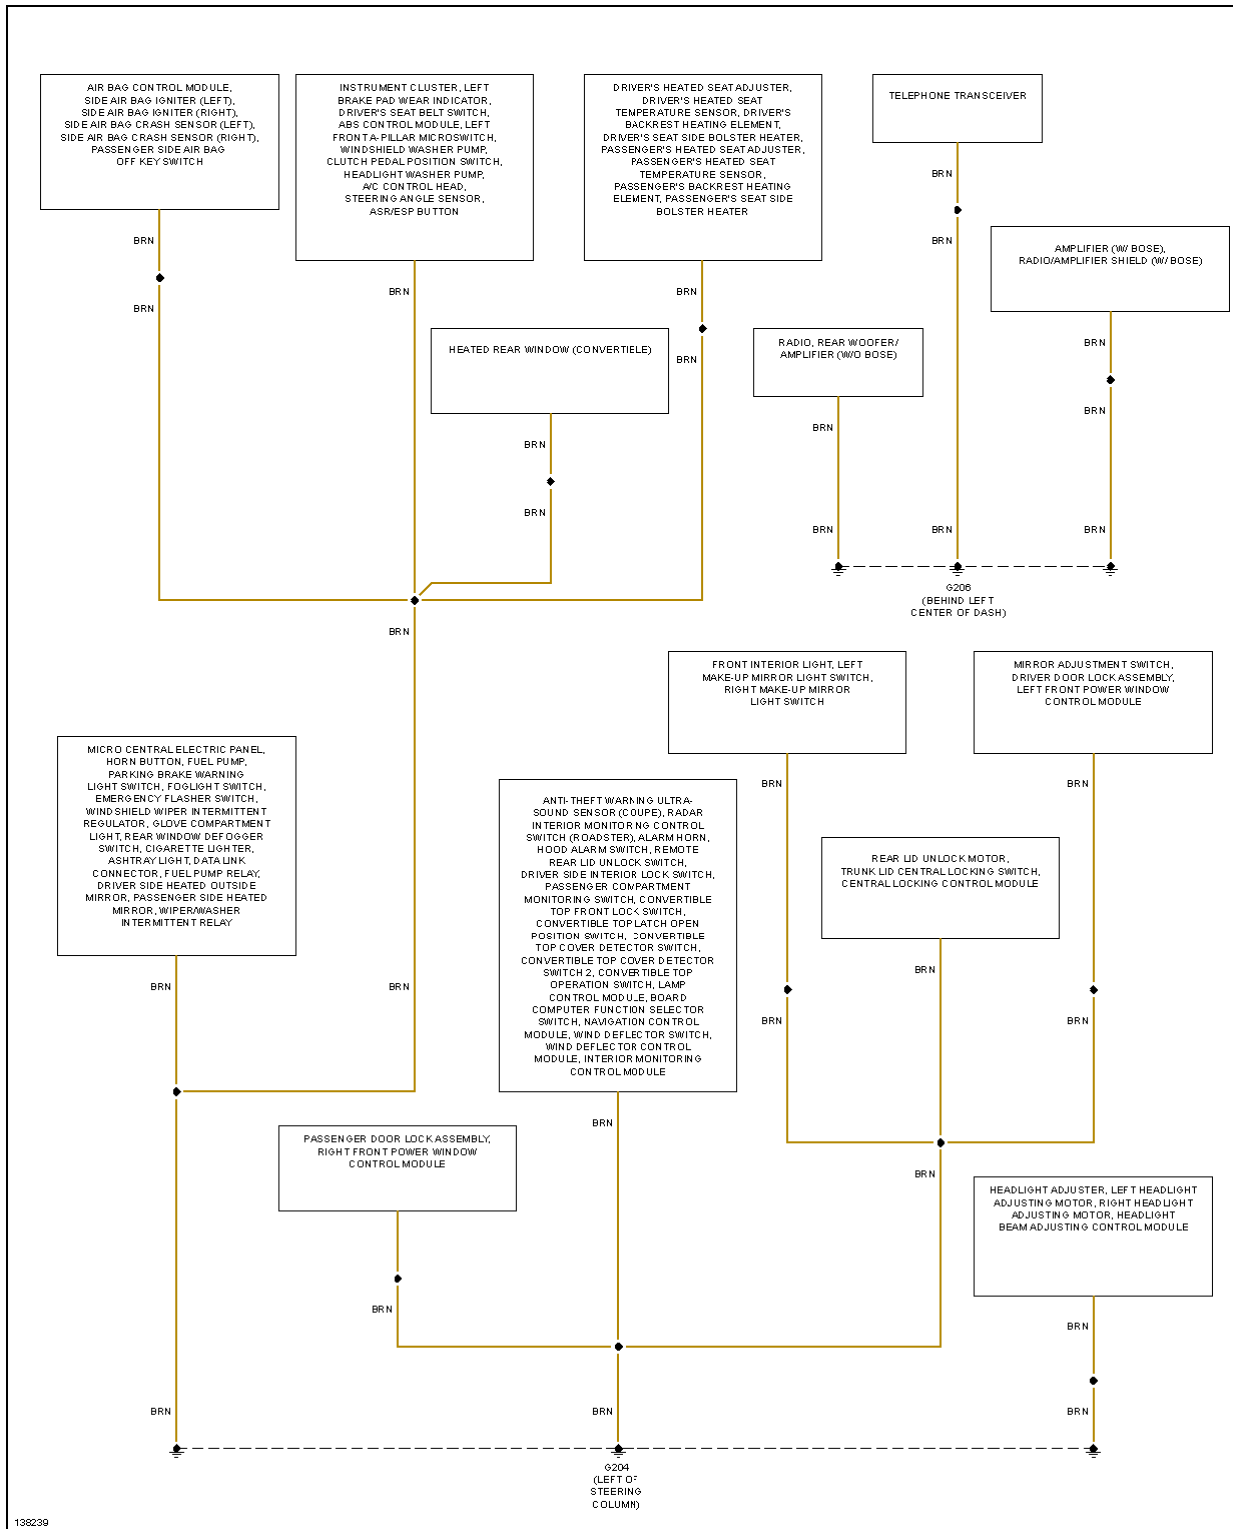 AIR BAG CONTROL MODULE,
SIDE AIR BAG IGNITER (LEFT),
SIDE AIR BAG IGNITER (RIGHT),
SIDE AIR BAG CRASH SENSOR (LEFT),
SIDE AIR BAG CRASH SENSOR (RIGHT),
PASSENGER SIDE AIR BAG
OFF KEY SWITCH
INSTRUMENT CLUSTER, LEFT
BRAKE PAD WEAR INDICATOR,
DRIVER'S SEAT BELT SWITCH,
ABS CONTROL MODULE, LEFT
FRONT A-PILLAR MICROSWITCH,
WINDSHIELD WASHER PUMP,
CLUTCH PEDAL POSITION SWITCH,
HEADLIGHT WASHER PUMP,
A/C CONTROL HEAD,
STEERING ANGLE SENSOR,
ASR/ESP BUTTON
DRIVER'S HEATED SEAT ADJUSTER,
DRIVER'S HEATED SEAT
TEMPERATURE SENSOR, DRIVER'S
BACKREST HEATING ELEMENT,
DRIVER'S SEAT SIDE BOLSTER HEATER,
PASSENGER'S HEATED SEAT ADJUSTER,
PASSENGER'S HEATED SEAT
TEMPERATURE SENSOR,
PASSENGER'S BACKREST HEATING
ELEMENT, PASSENGER'S SEAT SIDE
BOLSTER HEATER
TELEPHONE TRANSCEIVER
BRN
BRN
BRN
AMPLIFIER (W/ BOSE),
RADIO/AMPLIFIER SHIELD (W/ BOSE)
BRN
BRN
BRN
HEATED REAR WINDOW (CONVERTIELE)
BRN
RADIO, REAR WOOFER/
AMPLIFIER (W/O BOSE)
BRN
BRN
BRN
BRN
BRN
BRN
BRN
BRN
BRN
G206
(BEHIND LEFT
CENTER OF DASH)
BRN
FRONT INTERIOR LIGHT, LEFT
MAKE-UP MIRROR LIGHT SWITCH,
RIGHT MAKE-UP MIRROR
LIGHT SWITCH
MIRROR ADJUSTMENT SWITCH,
DRIVER DOOR LOCK ASSEMBLY,
LEFT FRONT POWER WINDOW
CONTROL MODULE
MICRO CENTRAL ELECTRIC PANEL,
HORN BUTTON, FUEL PUMP,
PARKING BRAKE WARNING
LIGHT SWITCH, FOGLIGHT SWITCH,
EMERGENCY FLASHER SWITCH,
WINDSHIELD WIPER INTERMITTENT
REGULATOR, GLOVE COMPARTMENT
LIGHT, REAR WINDOW DEFOGGER
SWITCH, CIGARETTE LIGHTER,
ASHTRAY LIGHT, DATA LINK
CONNECTOR, FUEL PUMP RELAY,
DRIVER SIDE HEATED OUTSIDE
MIRROR, PASSENGER SIDE HEATED
MIRROR, WIPER/WASHER
INTERMITTENT RELAY
ANTI-THEFT WARNING ULTRA-
SOUND SENSOR (COUPE), RADAR
INTERIOR MONITORING CONTROL
SWITCH (ROADSTER), ALARM HORN,
HOOD ALARM SWITCH, REMOTE
REAR LID UNLOCK SWITCH,
DRIVER SIDE INTERIOR LOCK SWITCH,
PASSENGER COMPARTMENT
MONITORING SWITCH, CONVERTIBLE
TOP FRONT LOCK SWITCH,
CONVERTIBLE TOP LATCH OPEN
POSITION SWITCH, CONVERTIBLE
TOP COVER DETECTOR SWITCH,
CONVERTIBLE TOP COVER DETECTOR
SWITCH 2, CONVERTIBLE TOP
OPERATION SWITCH, LAMP
CONTROL MODULE, BOARD
COMPUTER FUNCTION SELECTOR
SWITCH, NAVIGATION CONTROL
MODULE, WIND DEFLECTOR SWITCH,
WIND DEFLECTOR CONTROL
MODULE, INTERIOR MONITORING
CONTROL MODULE
BRN
BRN
REAR LID UNLOCK MOTOR,
TRUNK LID CENTRAL LOCKING SWITCH,
CENTRAL LOCKING CONTROL MODULE
BRN
BRN
BRN
BRN
BRN
BRN
PASSENGER DOOR LOCK ASSEMBLY,
RIGHT FRONT POWER WINDOW
CONTROL MODULE
BRN
HEADLIGHT ADJUSTER, LEFT HEADLIGHT
ADJUSTING MOTOR, RIGHT HEADLIGHT
ADJUSTING MOTOR, HEADLIGHT
BEAM ADJUSTING CONTROL MODULE
BRN
BRN
BRN
BRN
BRN
G204
(LEFT OF
STEERING
COLUMN)
138239